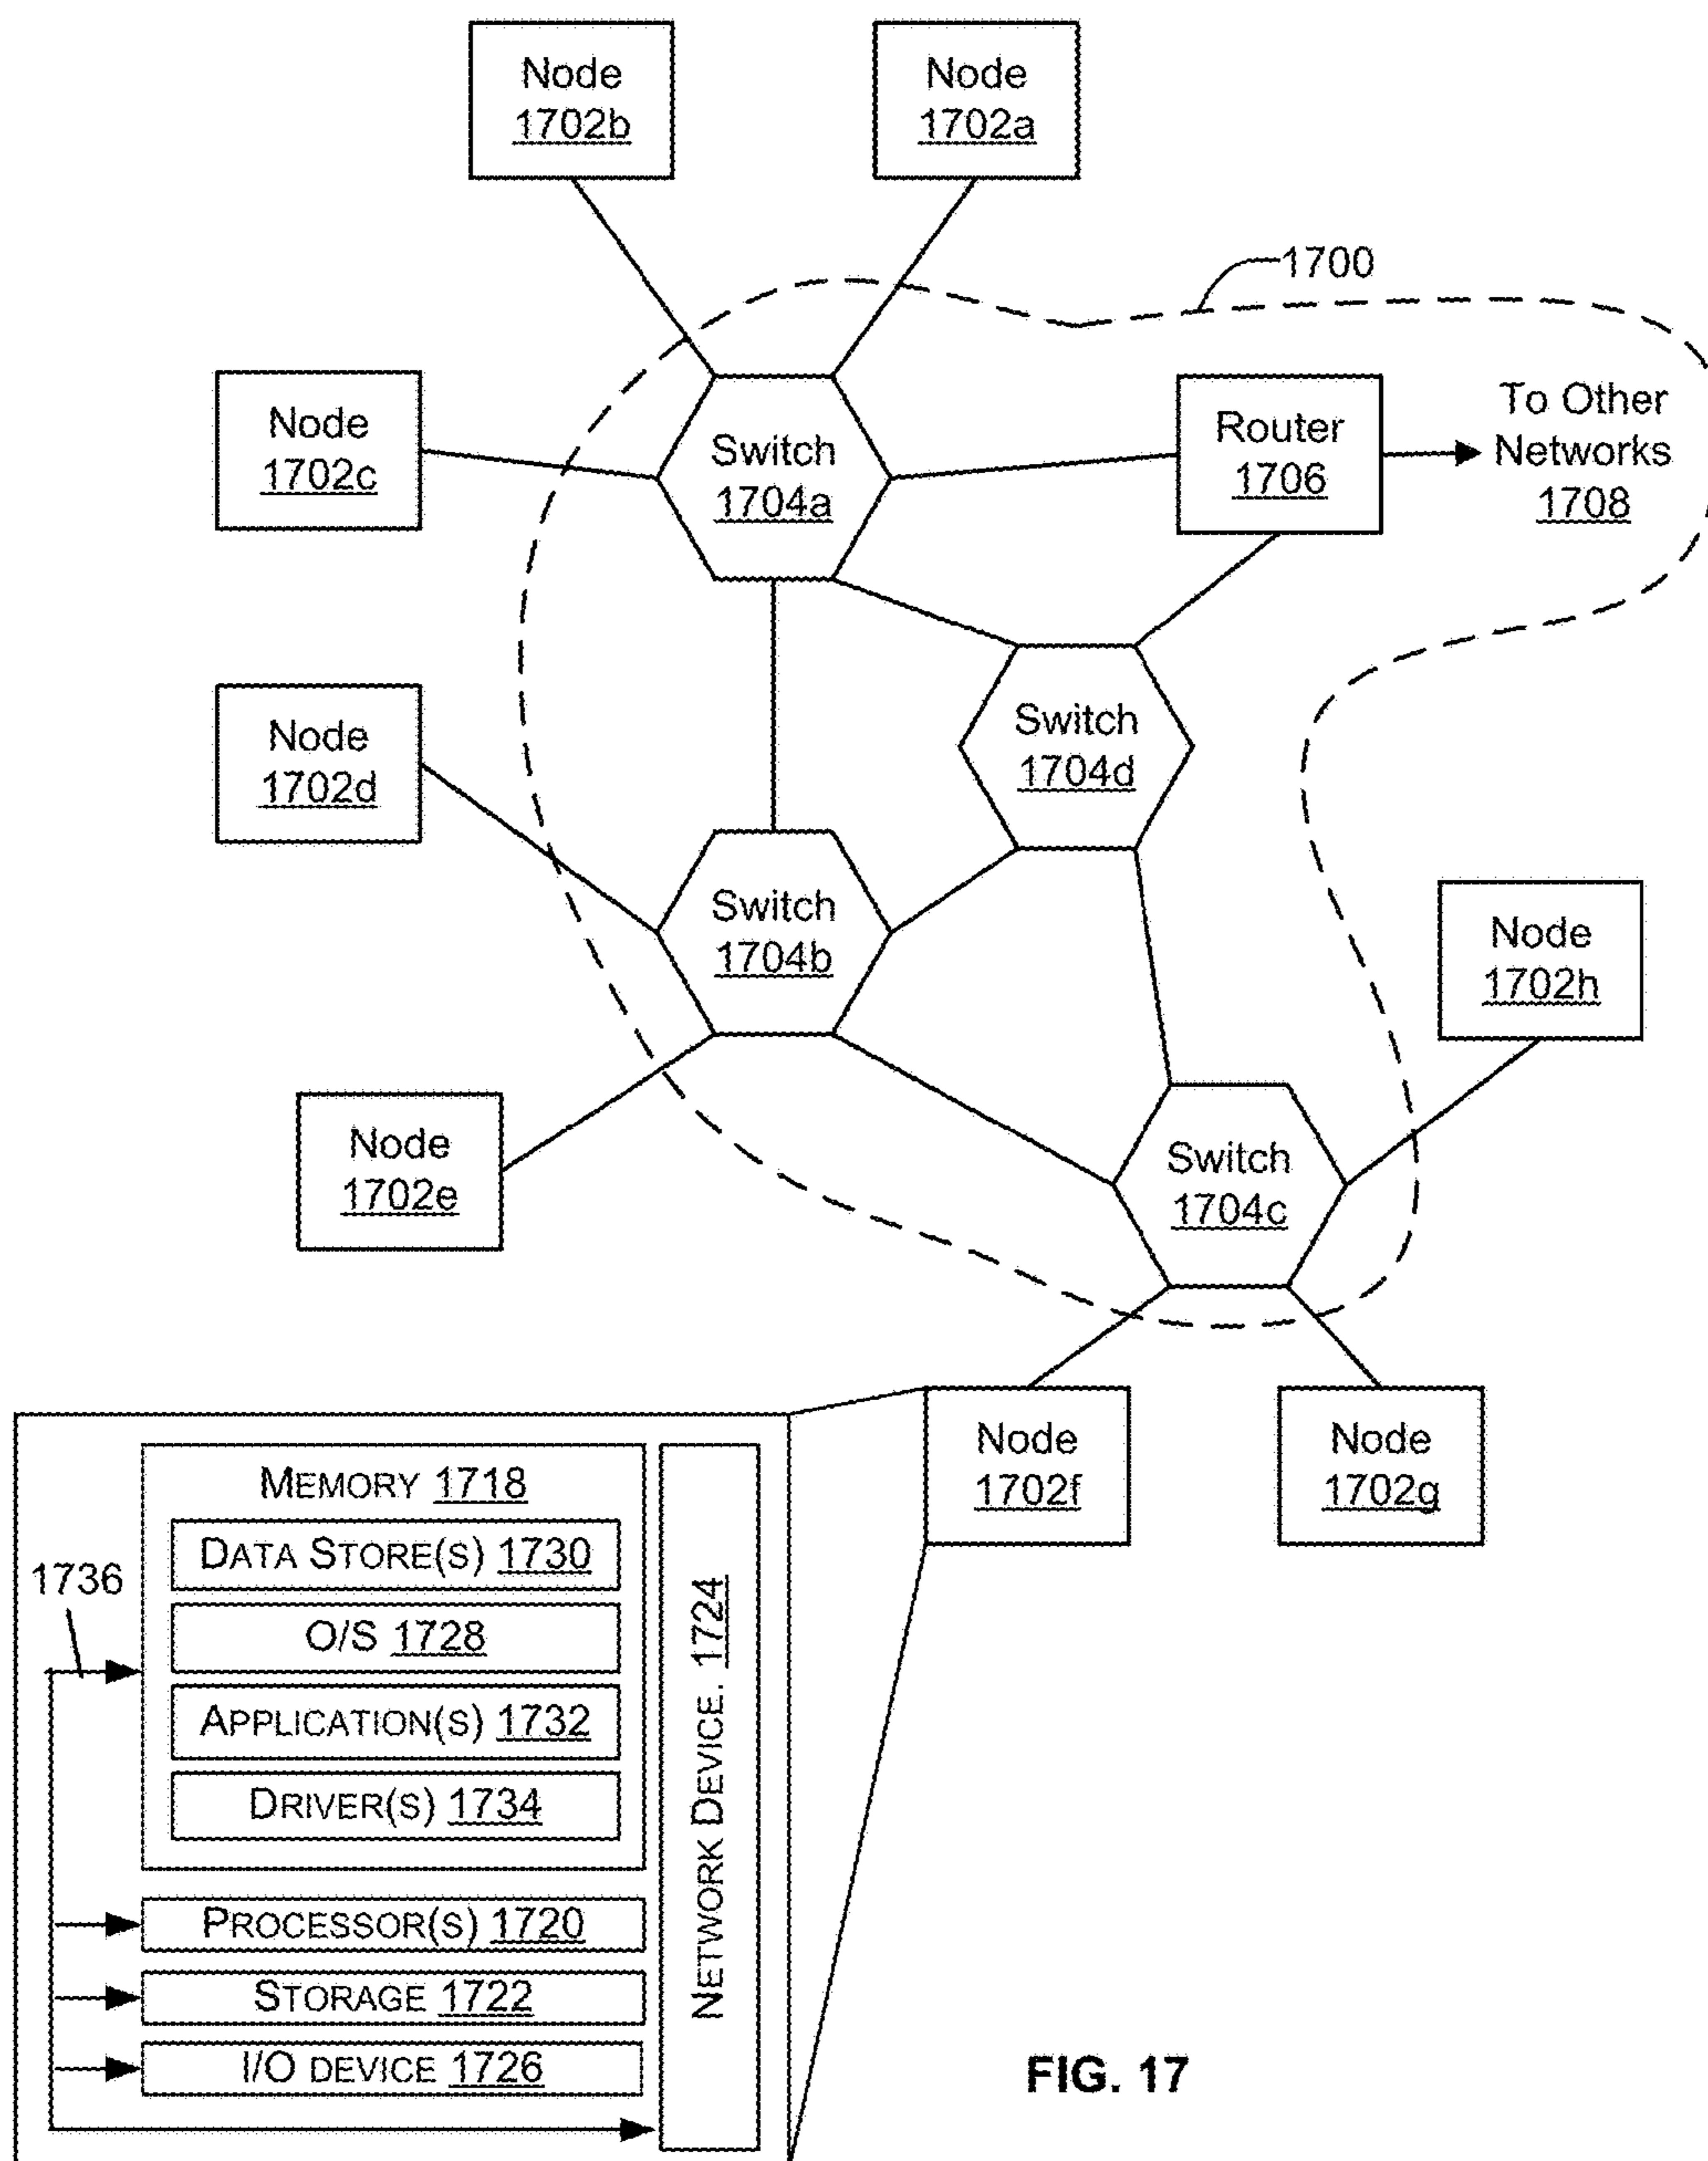 Node
1702b
Node
1702a
1700
Node
1702c
Switch
1704a
Router
1706
To Other
Networks
1708
Node
1702d
Switch
1704d
Switch
1704b
Node
1702h
Node
1702e
Switch
1704c
Node
1702f
Node
1702g
MEMORY 1718
DATA STORE(S) 1730
1736
O/S 1728
APPLICATION(S) 1732
DRIVER(S) 1734
PROCESSOR(S) 1720
STORAGE 1722
I/O DEVICE 1726
NETWORK DEVICE. 1724
FIG. 17